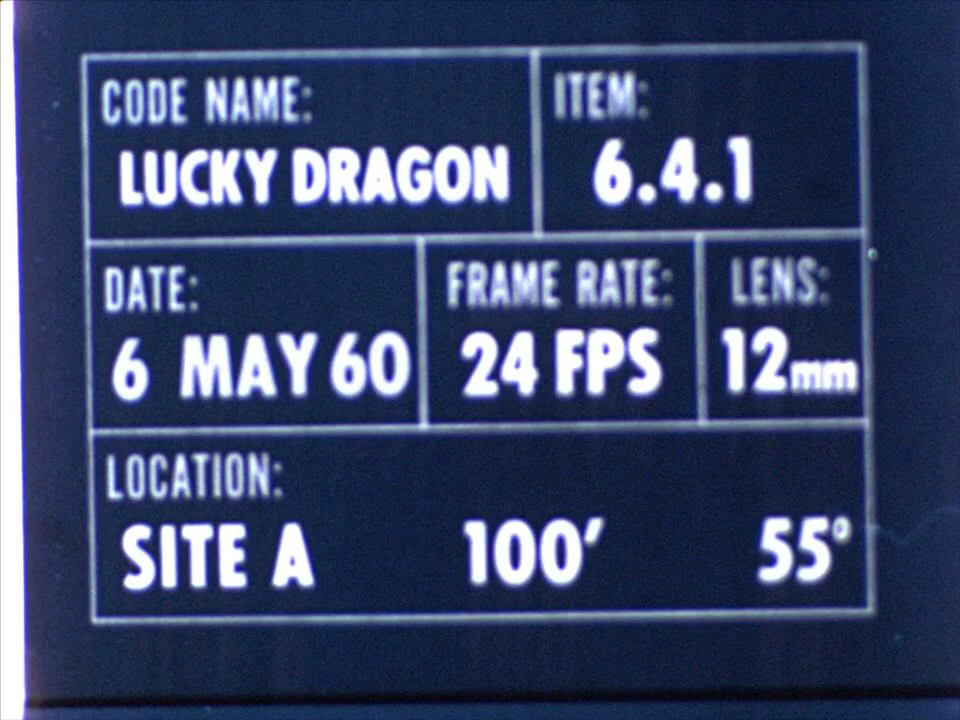 CODE NAME: ITEM:
LUCKY DRAGON 6.4.1
DATE: FRAME RATE: LENS:
6 MAY 60 24 FPS 12mm
LOCATION:
SITE A 100′ 55°